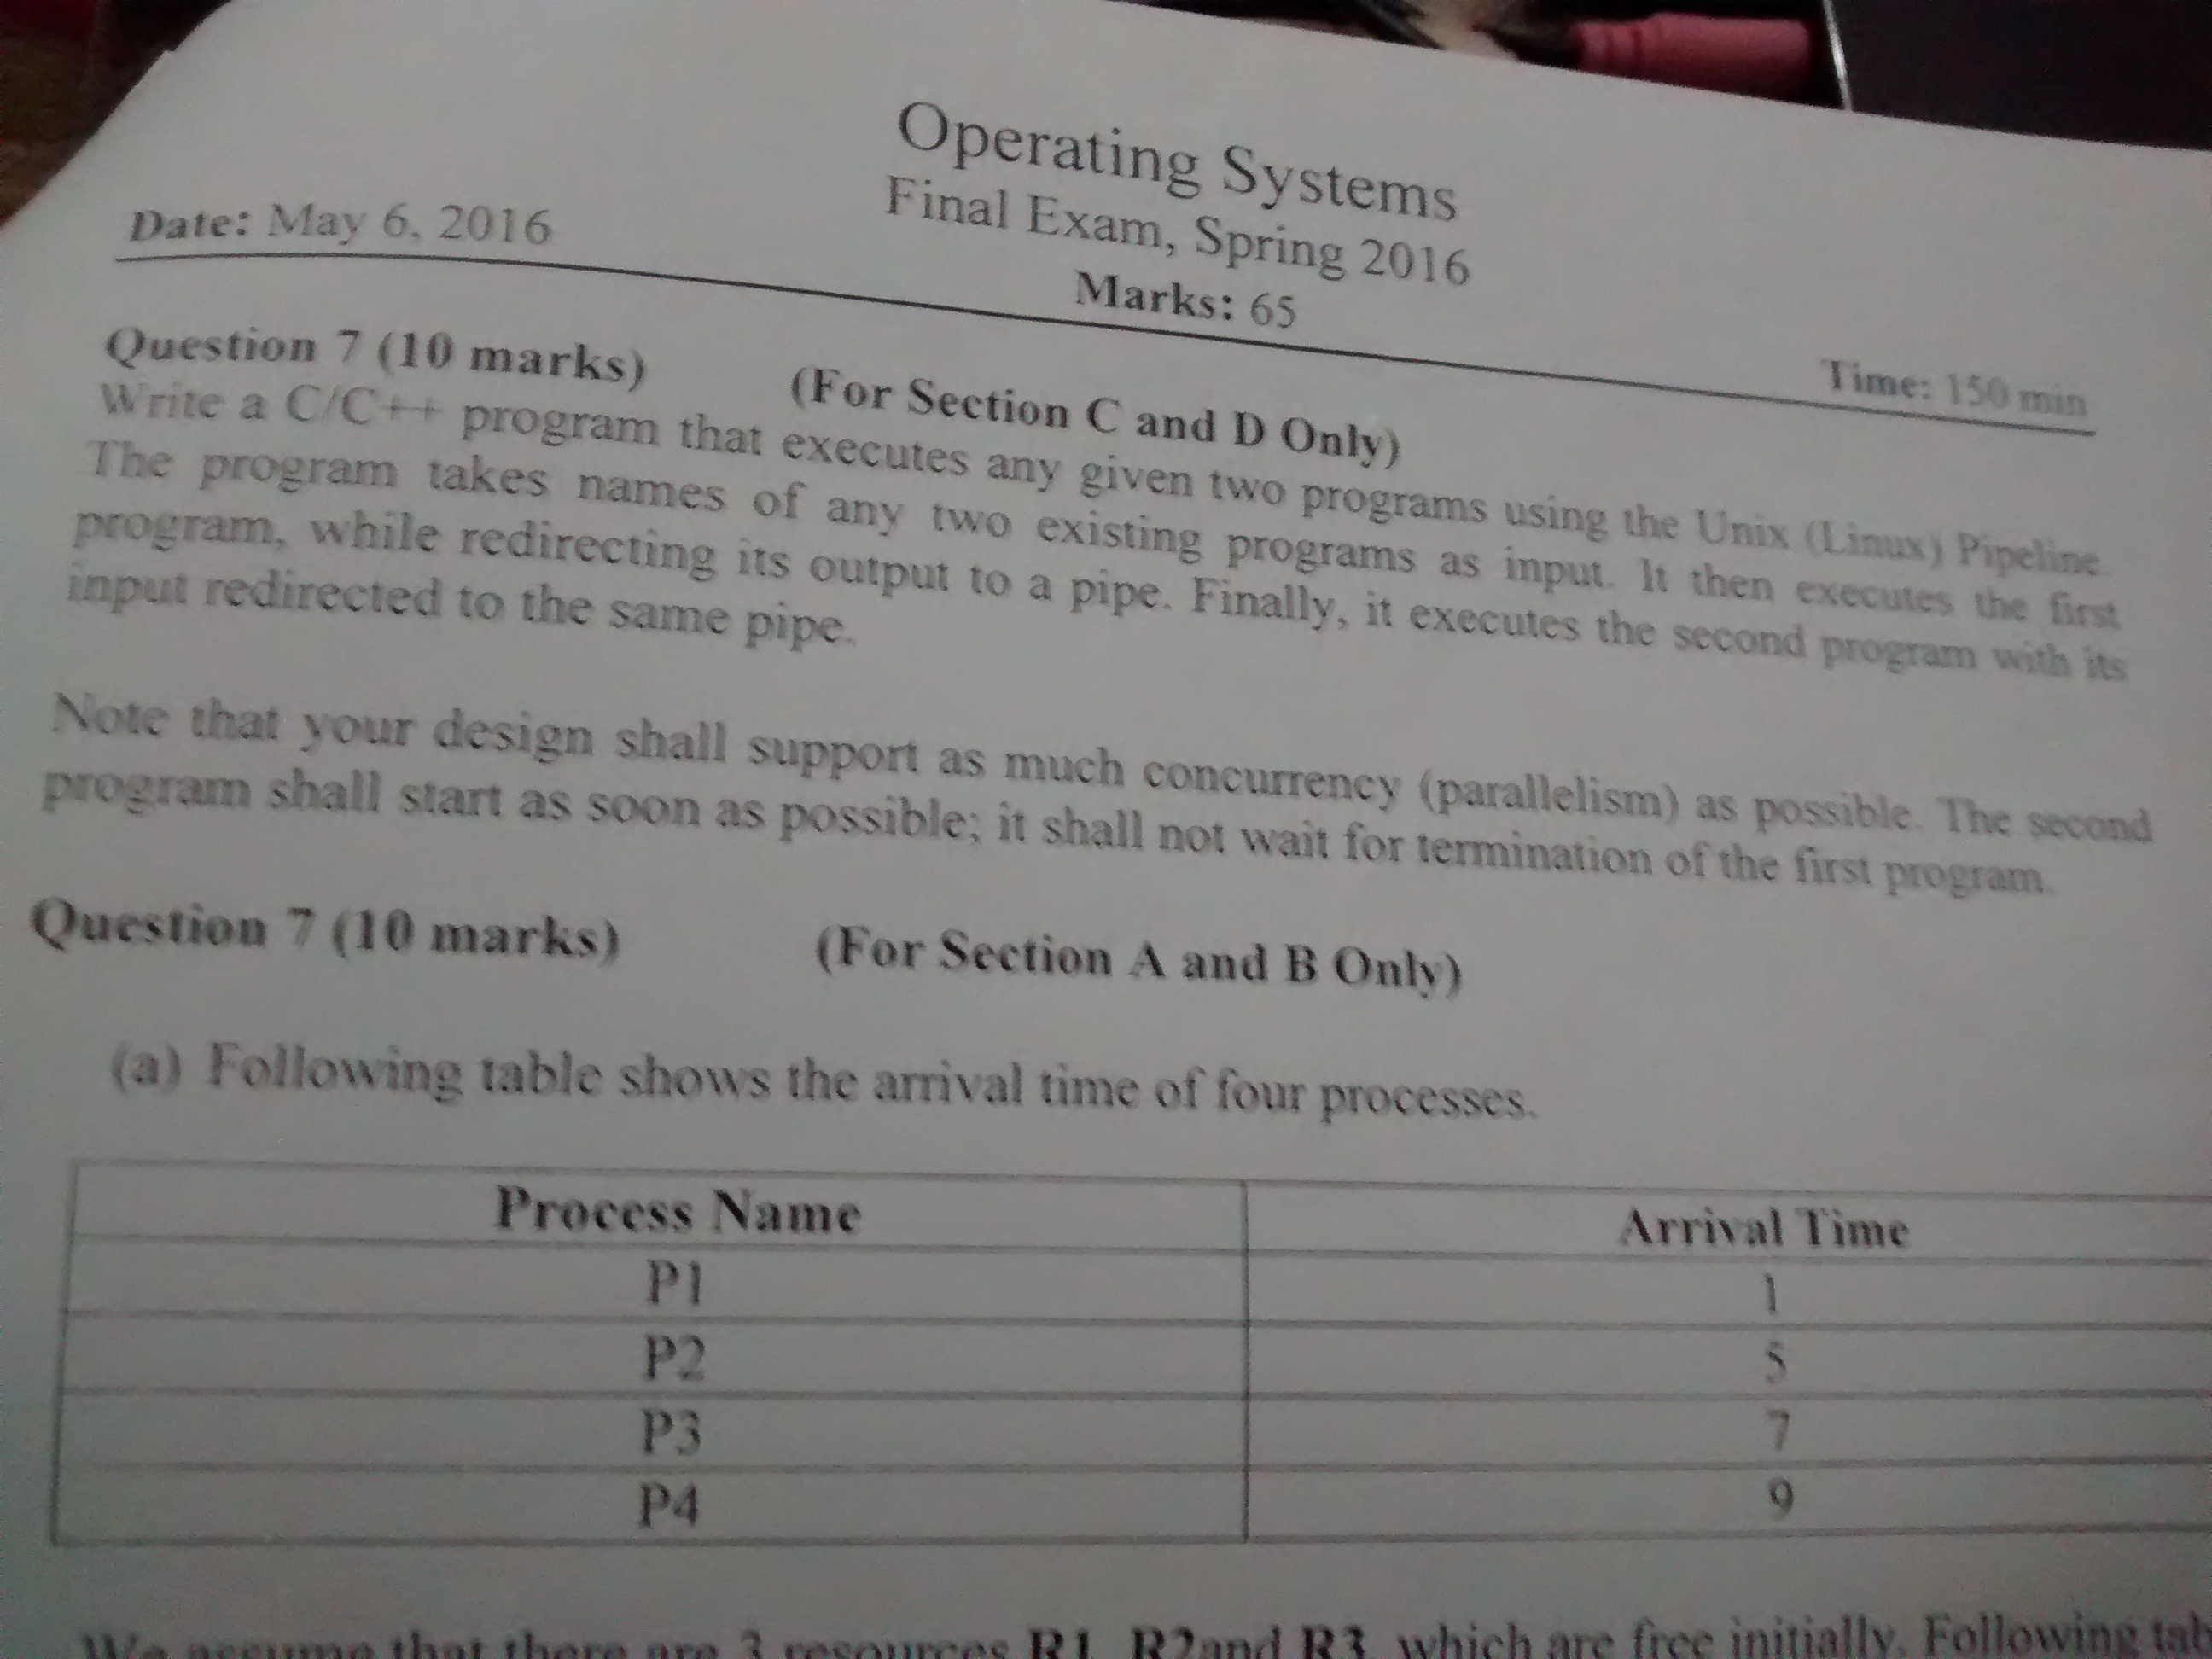 Operating Systems
Final Exam, Spring 2016
Date: May 6, 2016
Marks: 65
Time: 150 min
Question 7 (10 marks) (For Section C and D Only)
Write a C/C++ program that executes any given two programs using the Unix (Linux) Pipeline.
The program takes names of any two existing programs as input. It then executes the first
program, while redirecting its output to a pipe. Finally, it executes the second program with its
input redirected to the same pipe.
Note that your design shall support as much concurrency (parallelism) as possible. The second
program shall start as soon as possible; it shall not wait for termination of the first program.
Question 7 (10 marks) (For Section A and B Only)
(a) Following table shows the arrival time of four processes.
Process Name Arrival Time
P1 1
P2 5
P3 7
P4 9
We assume that there are 3 resources R1, R2and R3, which are free initially. Following